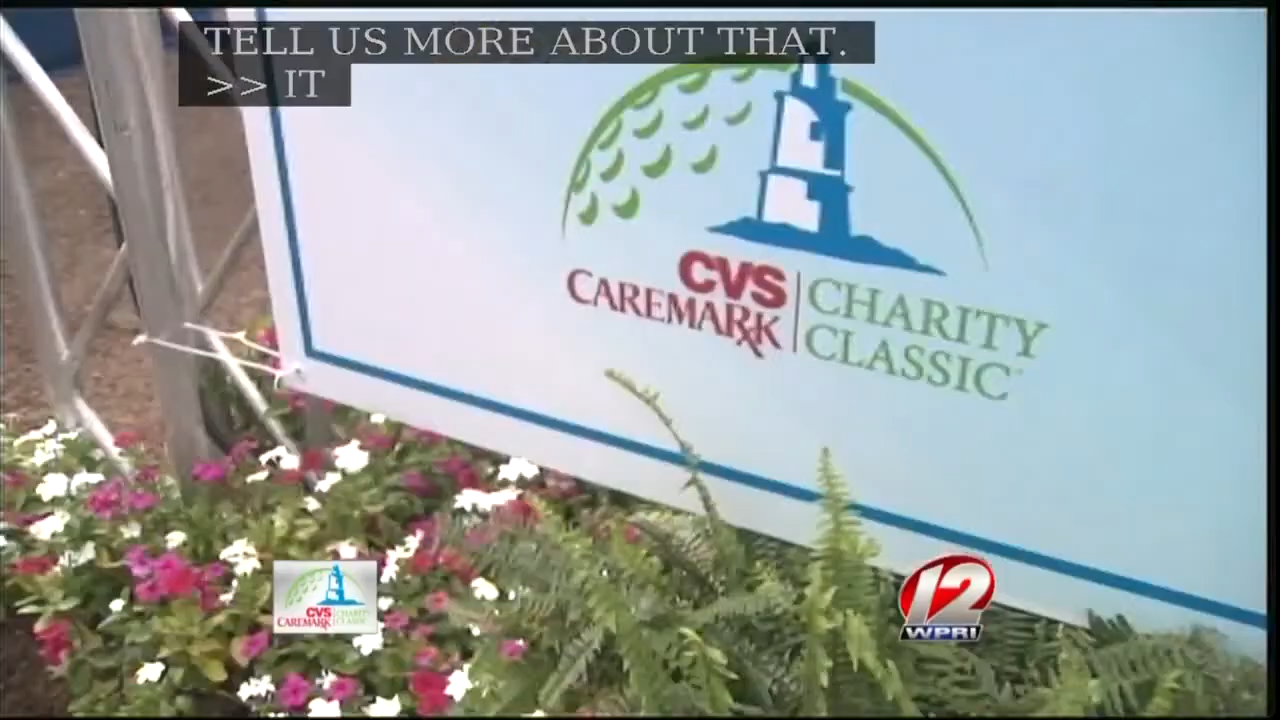 TELL US MORE ABOUT THAT.
>> IT
CVS
CAREMARK
CHARITY
CLASSIC
CVS
CAREMARK
CHARITY
CLASSIC
12
WPRI